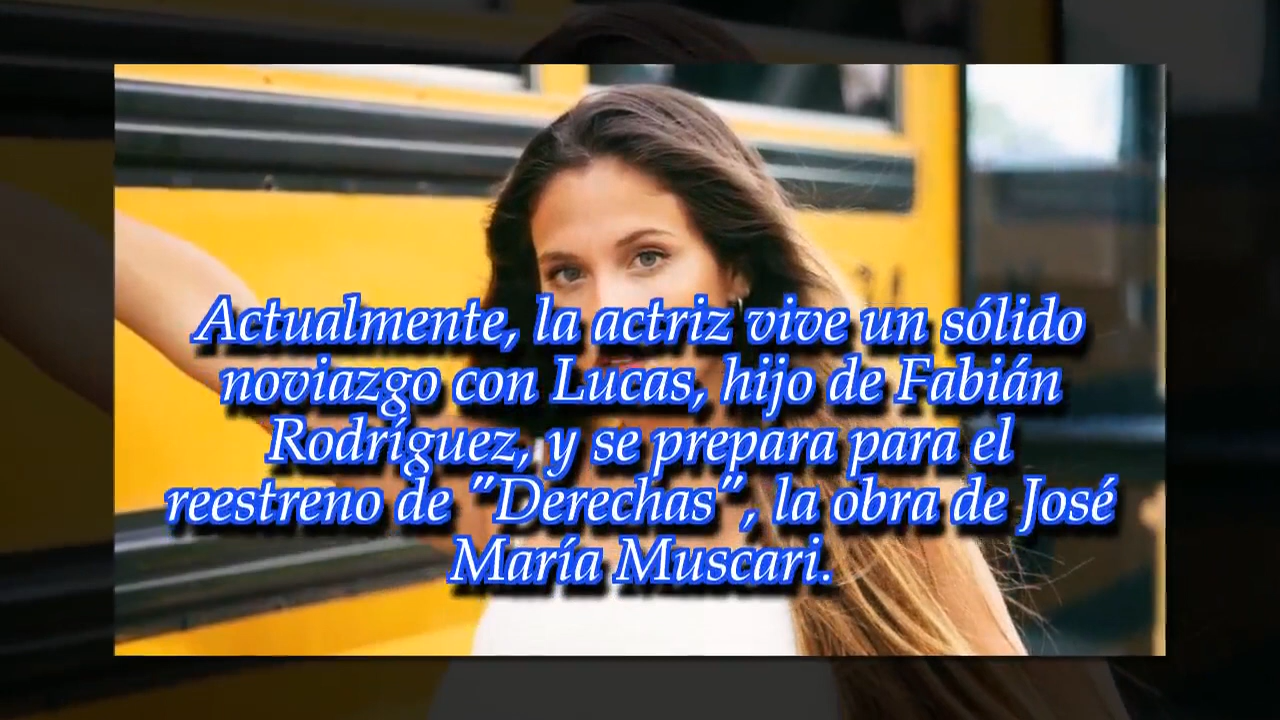 Actualmente, la actriz vive un sólido
noviazgo con Lucas, hijo de Fabián
Rodríguez, y se prepara para el
reestreno de "Derechas", la obra de José
María Muscari.